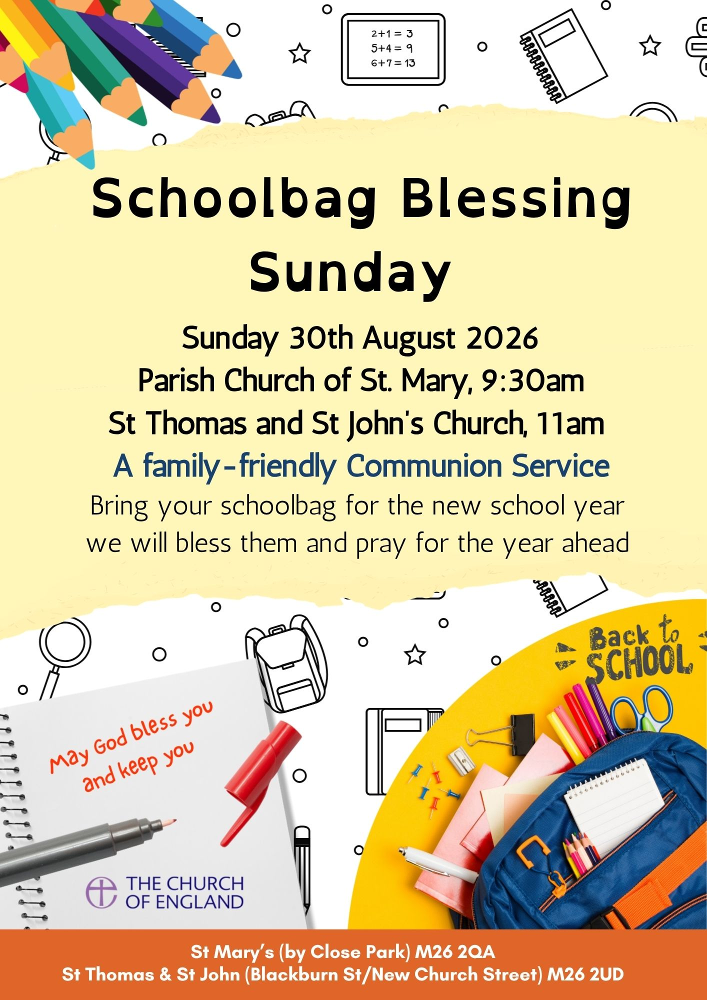 2+1 = 3
5+4 = 9
6+7 = 13
Schoolbag Blessing
Sunday
Sunday 30th August 2026
Parish Church of St. Mary, 9:30am
St Thomas and St John's Church, 11am
A family-friendly Communion Service
Bring your schoolbag for the new school year
we will bless them and pray for the year ahead
Back to
SCHOOL
May God bless you
and keep you
THE CHURCH
OF ENGLAND
St Mary’s (by Close Park) M26 2QA
St Thomas & St John (Blackburn St/New Church Street) M26 2UD